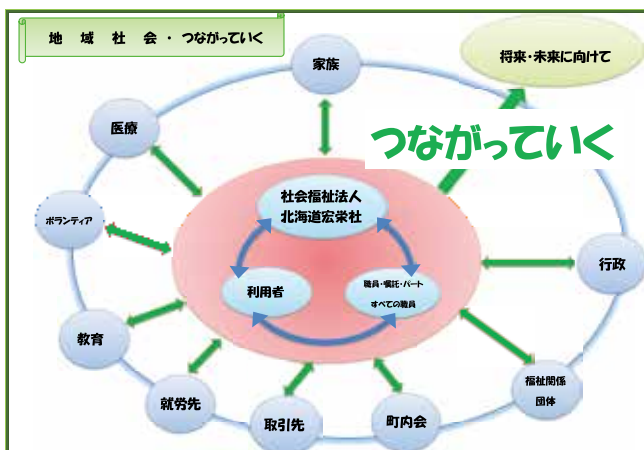 地 域 社 会 ・ つながっていく
将来・未来に向けて
家族
つながっていく
医療
社会福祉法人
北海道宏栄社
ボランティア
行政
利用者
職員・嘱託・パート
すべての職員
教育
就労先
取引先
町内会
福祉関係
団体